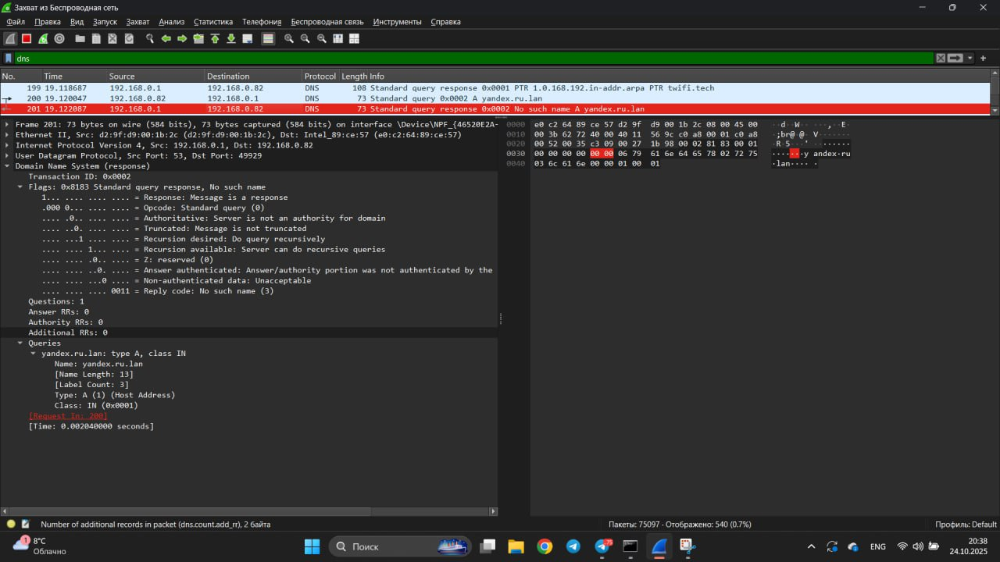 Захват из Беспроводная сеть
Файл Правка Вид Запуск Захват Анализ Статистика Телефония Беспроводная связь Инструменты Справка
dns
No. Time Source Destination Protocol Length Info
199 19.118687 192.168.0.1 192.168.0.82 DNS 108 Standard query response 0x0001 PTR 1.0.168.192.in-addr.arpa PTR twifi.tech
200 19.120047 192.168.0.82 192.168.0.1 DNS 73 Standard query 0x0002 A yandex.ru.lan
201 19.122087 192.168.0.1 192.168.0.82 DNS 73 Standard query response 0x0002 No such name A yandex.ru.lan
Frame 201: 73 bytes on wire (584 bits), 73 bytes captured (584 bits) on interface \Device\NPF_{46520E2A-
Ethernet II, Src: d2:9f:d9:00:1b:2c (d2:9f:d9:00:1b:2c), Dst: Intel_89:ce:57 (e0:c2:64:89:ce:57)
Internet Protocol Version 4, Src: 192.168.0.1, Dst: 192.168.0.82
User Datagram Protocol, Src Port: 53, Dst Port: 49929
Domain Name System (response)
Transaction ID: 0x0002
Flags: 0x8183 Standard query response, No such name
1... .... .... .... = Response: Message is a response
.000 0... .... .... = Opcode: Standard query (0)
.... .0.. .... .... = Authoritative: Server is not an authority for domain
.... ..0. .... .... = Truncated: Message is not truncated
.... ...1 .... .... = Recursion desired: Do query recursively
.... .... 1... .... = Recursion available: Server can do recursive queries
.... .... .0.. .... = Z: reserved (0)
.... .... ..0. .... = Answer authenticated: Answer/authority portion was not authenticated by the
.... .... ...0 .... = Non-authenticated data: Unacceptable
.... .... .... 0011 = Reply code: No such name (3)
Questions: 1
Answer RRs: 0
Authority RRs: 0
Additional RRs: 0
Queries
yandex.ru.lan: type A, class IN
Name: yandex.ru.lan
[Name Length: 13]
[Label Count: 3]
Type: A (1) (Host Address)
Class: IN (0x0001)
[Request In: 200]
[Time: 0.002040000 seconds]
0000 e0 c2 64 89 ce 57 d2 9f d9 00 1b 2c 08 00 45 00 ··d··W·· ···,··E·
0010 00 3b 62 72 40 00 40 11 56 9c c0 a8 00 01 c0 a8 ·;br@·@· V·······
0020 00 52 00 35 c3 09 00 27 1b 98 00 02 81 83 00 01 ·R·5···' ········
0030 00 00 00 00 00 00 06 79 61 6e 64 65 78 02 72 75 ·······y andex·ru
0040 03 6c 61 6e 00 00 01 00 01 ·lan···· ·
Number of additional records in packet (dns.count.add_rr), 2 байта
Пакеты: 75097 · Отображено: 540 (0.7%)
Профиль: Default
1
8°C
Облачно
Поиск
75
ENG
20:38
24.10.2025